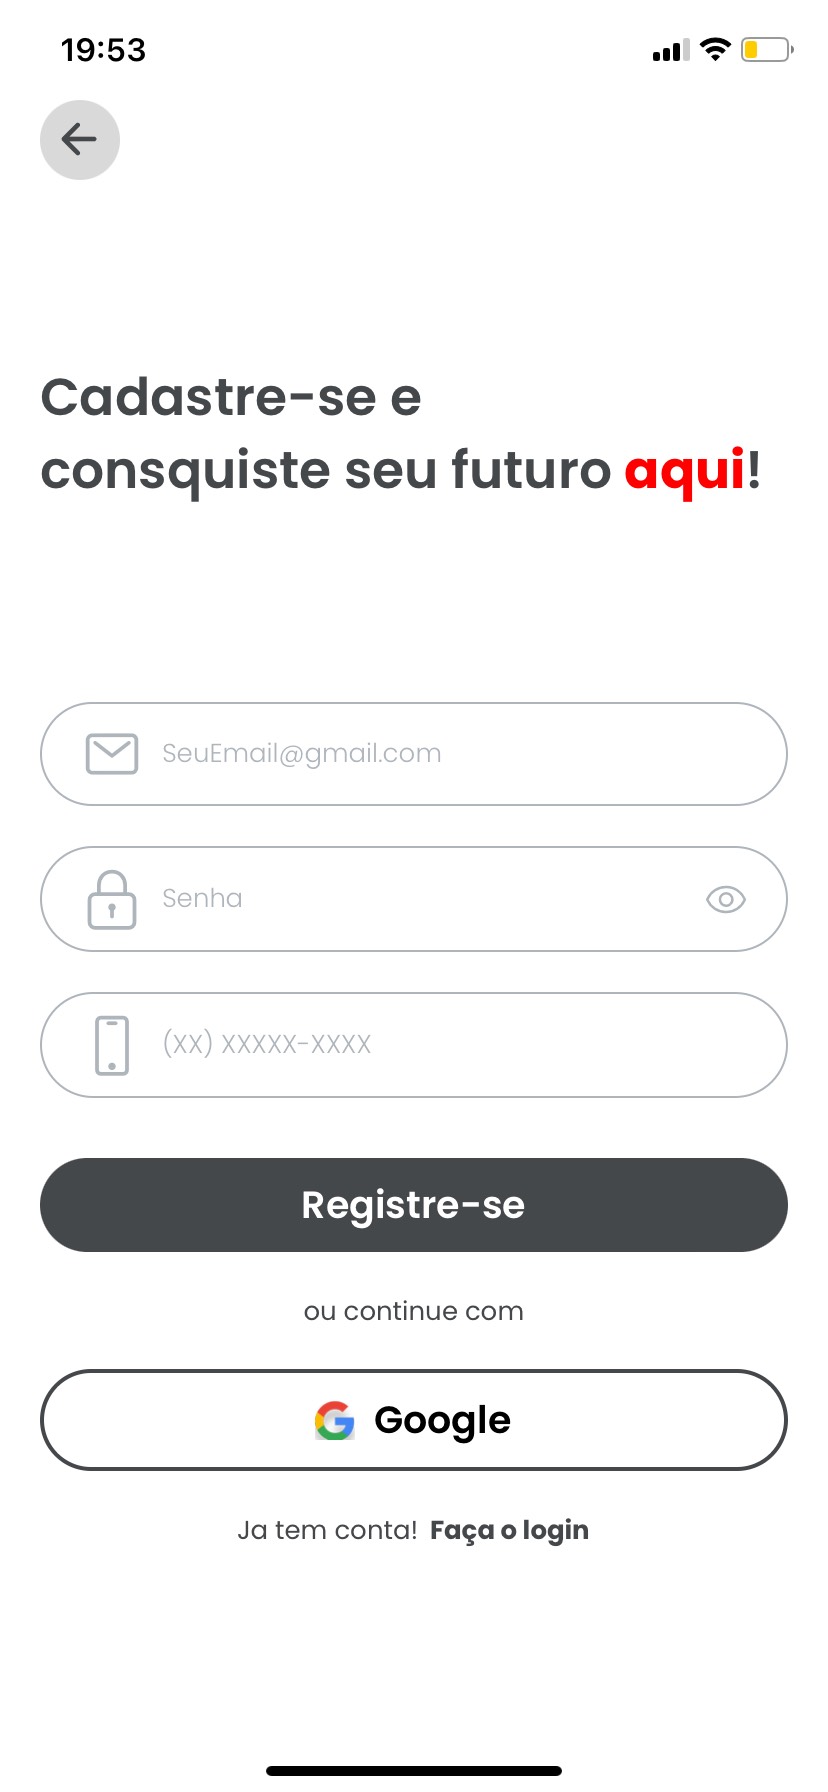 19:53
Cadastre-se e
consquiste seu futuro aqui!
SeuEmail@gmail.com
Senha
(XX) XXXXX-XXXX
Registre-se
ou continue com
Google
Ja tem conta! Faça o login